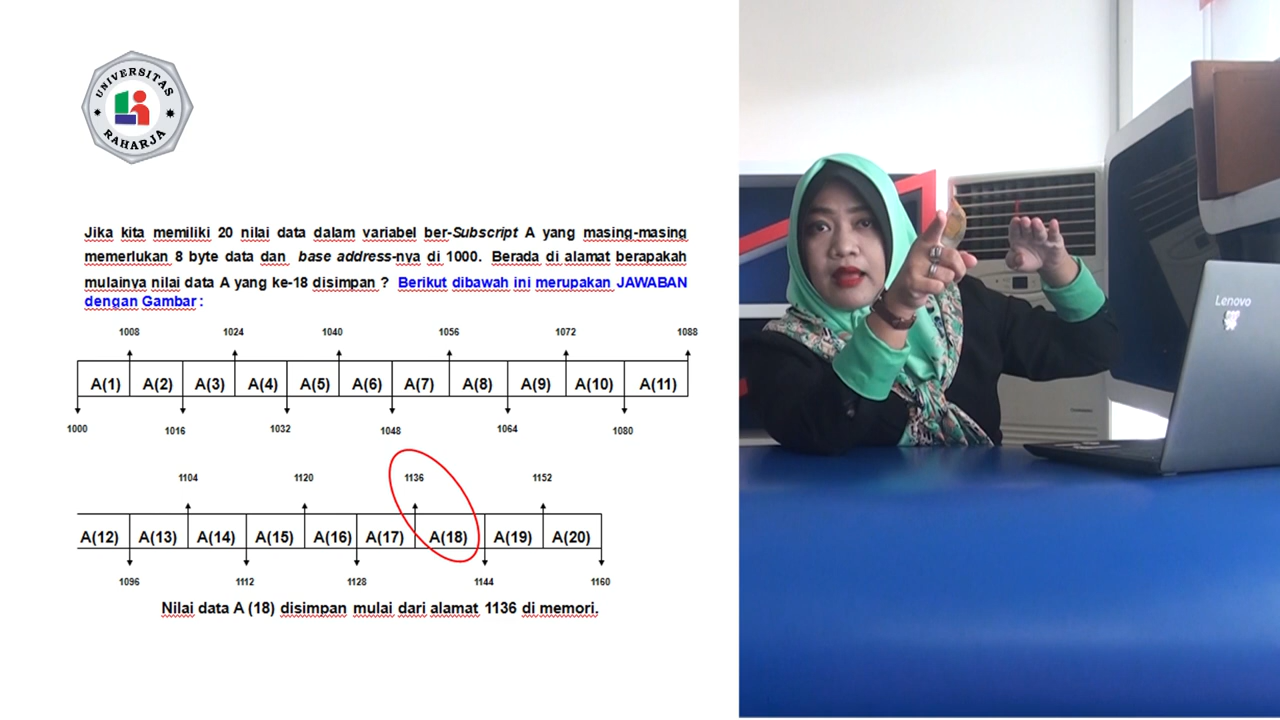 UNIVERSITAS
RAHARJA
Jika kita memiliki 20 nilai data dalam variabel ber-Subscript A yang masing-masing
memerlukan 8 byte data dan base address-nya di 1000. Berada di alamat berapakah
mulainya nilai data A yang ke-18 disimpan ? Berikut dibawah ini merupakan JAWABAN
dengan Gambar :
1008 1024 1040 1056 1072 1088
A(1) A(2) A(3) A(4) A(5) A(6) A(7) A(8) A(9) A(10) A(11)
1000 1016 1032 1048 1064 1080
1104 1120 1136 1152
A(12) A(13) A(14) A(15) A(16) A(17) A(18) A(19) A(20)
1096 1112 1128 1144 1160
Nilai data A (18) disimpan mulai dari alamat 1136 di memori.
Lenovo